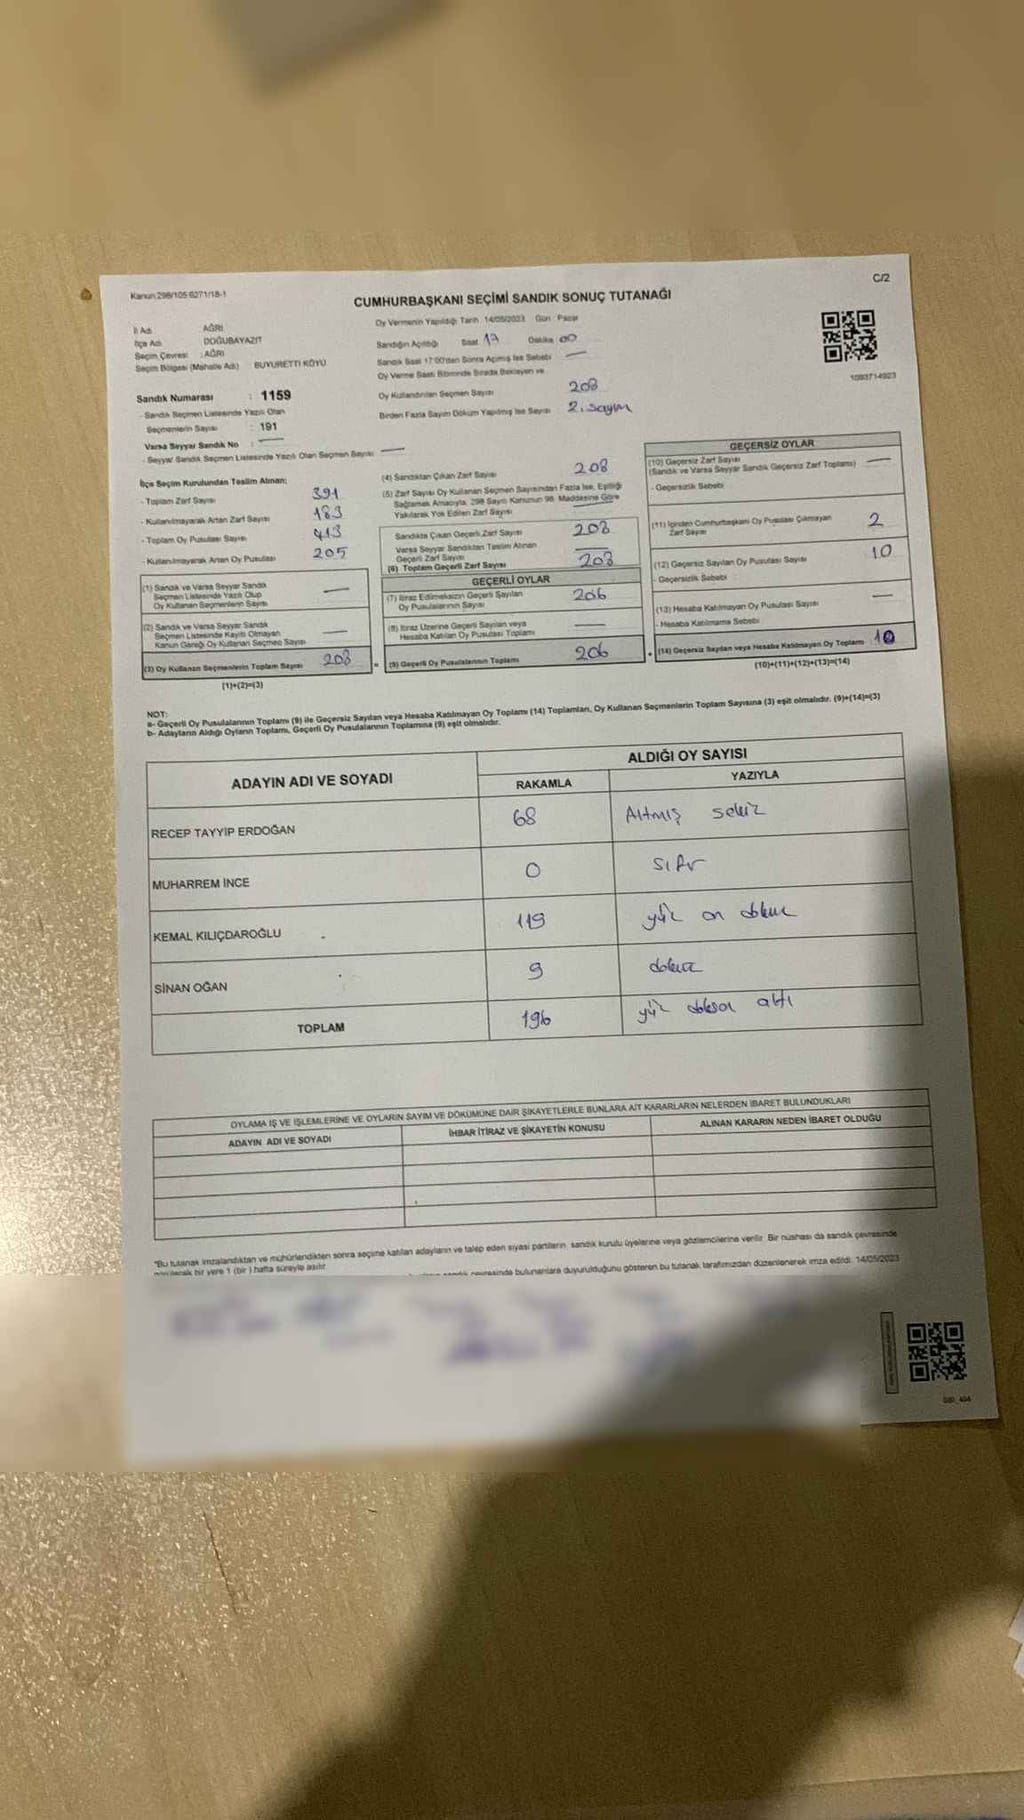 Kanun:298/105-6271/18-1
C/2
CUMHURBAŞKANI SEÇİMİ SANDIK SONUÇ TUTANAĞI
İl Adı AĞRI
İlçe Adı DOĞUBAYAZIT
Seçim Çevresi : AĞRI
Seçim Bölgesi (Mahalle Adı) BUYURETTİ KÖYÜ
Oy Vermenin Yapıldığı Tarih : 14/05/2023 Gün : Pazar
Sandığın Açıldığı Saat 17 Dakika 00
Sandık Saat 17:00'dan Sonra Açılmış İse Sebebi —
Oy Verme Saati Bitiminde Sırada Bekleyen ve
Oy Kullandırılan Seçmen Sayısı 208
Birden Fazla Sayım Döküm Yapılmış İse Sayısı 2. sayım
1093714923
Sandık Numarası : 1159
- Sandık Seçmen Listesinde Yazılı Olan
Seçmenlerin Sayısı : 191
Varsa Seyyar Sandık No : —
- Seyyar Sandık Seçmen Listesinde Yazılı Olan Seçmen Sayısı: —
İlçe Seçim Kurulundan Teslim Alınan;
- Toplam Zarf Sayısı 391
- Kullanılmayarak Artan Zarf Sayısı 183
- Toplam Oy Pusulası Sayısı 413
- Kullanılmayarak Artan Oy Pusulası 205
(1) Sandık ve Varsa Seyyar Sandık
Seçmen Listesinde Yazılı Olup
Oy Kullanan Seçmenlerin Sayısı —
(2) Sandık ve Varsa Seyyar Sandık
Seçmen Listesinde Kayıtlı Olmayan
Kanun Gereği Oy Kullanan Seçmen Sayısı —
(3) Oy Kullanan Seçmenlerin Toplam Sayısı 208
(1)+(2)=(3)
(4) Sandıktan Çıkan Zarf Sayısı 208
(5) Zarf Sayısı Oy Kullanan Seçmen Sayısından Fazla İse, Eşitliği
Sağlamak Amacıyla, 298 Sayılı Kanunun 98. Maddesine Göre
Yakılarak Yok Edilen Zarf Sayısı —
Sandıkta Çıkan Geçerli Zarf Sayısı 208
Varsa Seyyar Sandıktan Teslim Alınan
Geçerli Zarf Sayısı —
(6) Toplam Geçerli Zarf Sayısı 208
GEÇERLİ OYLAR
(7) İtiraz Edilmeksizin Geçerli Sayılan
Oy Pusulalarının Sayısı 206
(8) İtiraz Üzerine Geçerli Sayılan veya
Hesaba Katılan Oy Pusulası Toplamı —
(9) Geçerli Oy Pusulalarının Toplamı 206
GEÇERSİZ OYLAR
(10) Geçersiz Zarf Sayısı
(Sandık ve Varsa Seyyar Sandık Geçersiz Zarf Toplamı) —
- Geçersizlik Sebebi:
(11) İçinden Cumhurbaşkanı Oy Pusulası Çıkmayan
Zarf Sayısı 2
(12) Geçersiz Sayılan Oy Pusulası Sayısı 10
- Geçersizlik Sebebi:
(13) Hesaba Katılmayan Oy Pusulası Sayısı —
- Hesaba Katılmama Sebebi:
(14) Geçersiz Sayılan veya Hesaba Katılmayan Oy Toplamı 10
(10)+(11)+(12)+(13)=(14)
NOT:
a- Geçerli Oy Pusulalarının Toplamı (9) ile Geçersiz Sayılan veya Hesaba Katılmayan Oy Toplamı (14) Toplamları, Oy Kullanan Seçmenlerin Toplam Sayısına (3) eşit olmalıdır. (9)+(14)=(3)
b- Adayların Aldığı Oyların Toplamı, Geçerli Oy Pusulalarının Toplamına (9) eşit olmalıdır.
ADAYIN ADI VE SOYADI
ALDIĞI OY SAYISI
RAKAMLA YAZIYLA
RECEP TAYYİP ERDOĞAN 68 Altmış sekiz
MUHARREM İNCE 0 sıfır
KEMAL KILIÇDAROĞLU 119 yüz on dokuz
SİNAN OĞAN 9 dokuz
TOPLAM 196 yüz doksan altı
OYLAMA İŞ VE İŞLEMLERİNE VE OYLARIN SAYIM VE DÖKÜMÜNE DAİR ŞİKAYETLERLE BUNLARA AİT KARARLARIN NELERDEN İBARET BULUNDUKLARI
ADAYIN ADI VE SOYADI İHBAR İTİRAZ VE ŞİKAYETİN KONUSU ALINAN KARARIN NEDEN İBARET OLDUĞU
*Bu tutanak imzalandıktan ve mühürlendikten sonra seçime katılan adayların ve talep eden siyasi partilerin, sandık kurulu üyelerine veya gözlemcilerine verilir. Bir nüshası da sandık çevresinde
görülecek bir yere 1 (bir) hafta süreyle asılır.
sandık çevresinde bulunanlara duyurulduğunu gösteren bu tutanak tarafımızdan düzenlenerek imza edildi. 14/05/2023